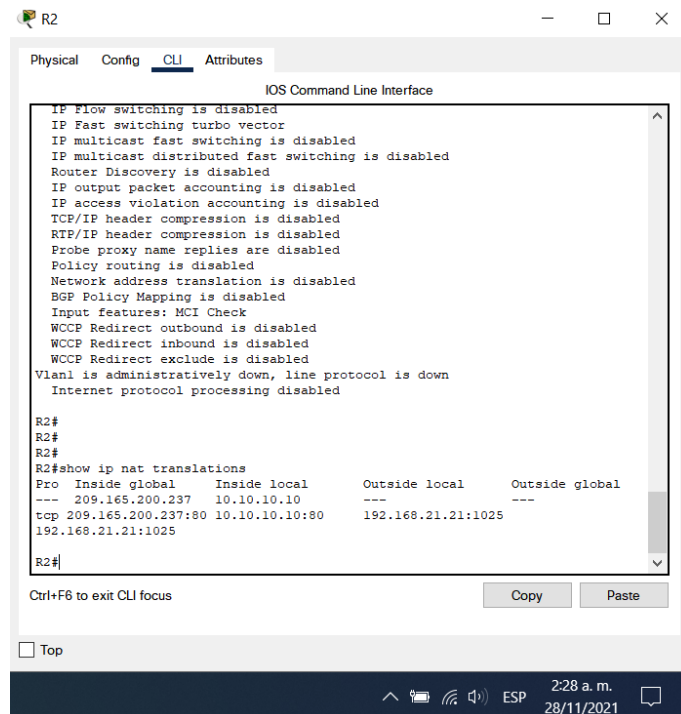 R2
Physical Config CLI Attributes
IOS Command Line Interface
IP Flow switching is disabled
IP Fast switching turbo vector
IP multicast fast switching is disabled
IP multicast distributed fast switching is disabled
Router Discovery is disabled
IP output packet accounting is disabled
IP access violation accounting is disabled
TCP/IP header compression is disabled
RTP/IP header compression is disabled
Probe proxy name replies are disabled
Policy routing is disabled
Network address translation is disabled
BGP Policy Mapping is disabled
Input features: MCI Check
WCCP Redirect outbound is disabled
WCCP Redirect inbound is disabled
WCCP Redirect exclude is disabled
Vlan1 is administratively down, line protocol is down
Internet protocol processing disabled
R2#
R2#
R2#
R2#show ip nat translations
Pro Inside global Inside local Outside local Outside global
--- 209.165.200.237 10.10.10.10 --- ---
tcp 209.165.200.237:80 10.10.10.10:80 192.168.21.21:1025
192.168.21.21:1025
R2#
Ctrl+F6 to exit CLI focus Copy Paste
Top
ESP 2:28 a. m.
28/11/2021